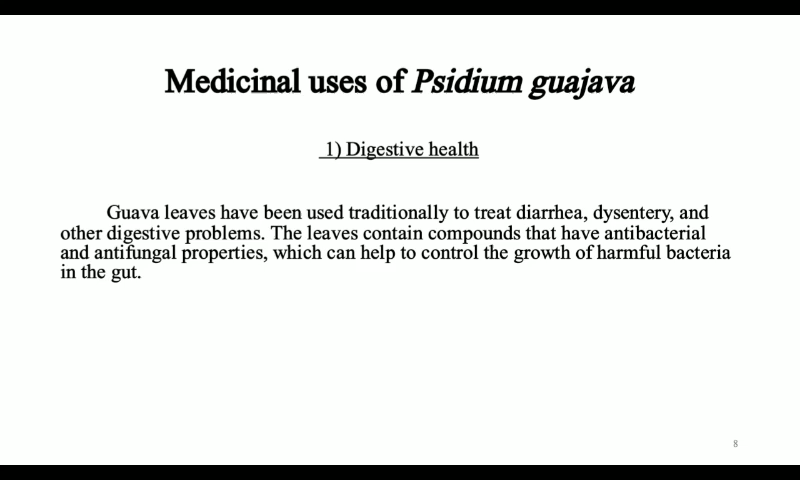 Medicinal uses of Psidium guajava
1) Digestive health
Guava leaves have been used traditionally to treat diarrhea, dysentery, and
other digestive problems. The leaves contain compounds that have antibacterial
and antifungal properties, which can help to control the growth of harmful bacteria
in the gut.
8